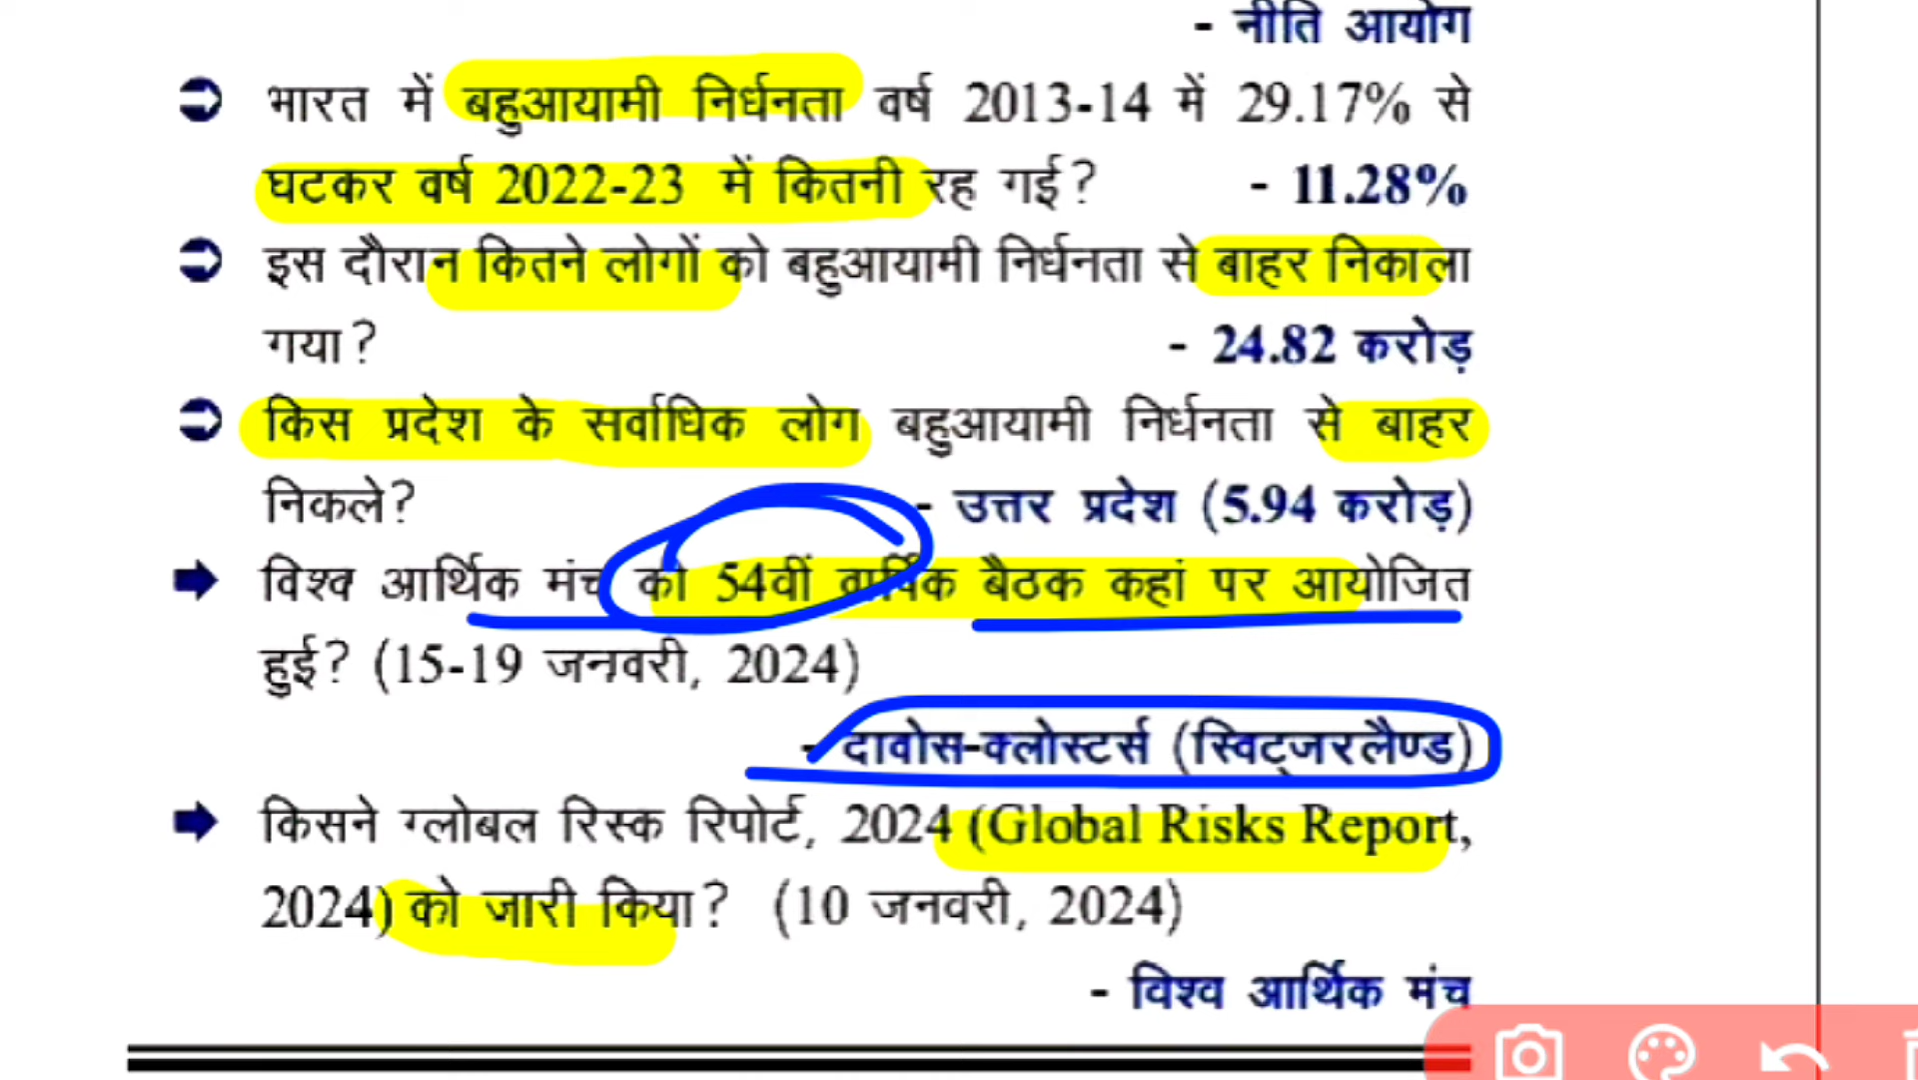 - नीति आयोग
भारत में बहुआयामी निर्धनता वर्ष 2013-14 में 29.17% से
घटकर वर्ष 2022-23 में कितनी रह गई? - 11.28%
इस दौरान कितने लोगों को बहुआयामी निर्धनता से बाहर निकाला
गया? - 24.82 करोड़
किस प्रदेश के सर्वाधिक लोग बहुआयामी निर्धनता से बाहर
निकले? - उत्तर प्रदेश (5.94 करोड़)
विश्व आर्थिक मंच की 54वीं वार्षिक बैठक कहां पर आयोजित
हुई? (15-19 जनवरी, 2024)
- दावोस-क्लोस्टर्स (स्विट्जरलैण्ड)
किसने ग्लोबल रिस्क रिपोर्ट, 2024 (Global Risks Report,
2024) को जारी किया? (10 जनवरी, 2024)
- विश्व आर्थिक मंच